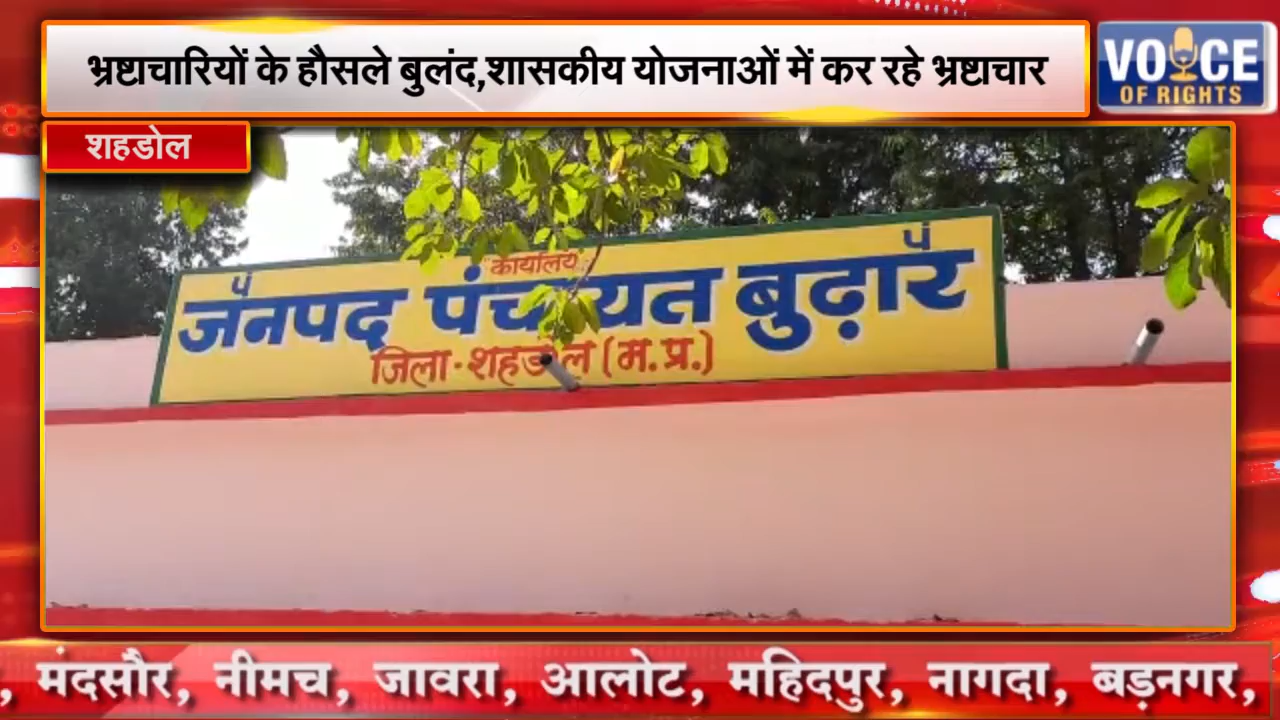 भ्रष्टाचारियों के हौसले बुलंद,शासकीय योजनाओं में कर रहे भ्रष्टाचार
VOICE
OF RIGHTS
शहडोल
कार्यालय
जनपद पंचायत बुढ़ार
जिला-शहडोल (म.प्र.)
, मंदसौर, नीमच, जावरा, आलोट, महिदपुर, नागदा, बड़नगर,